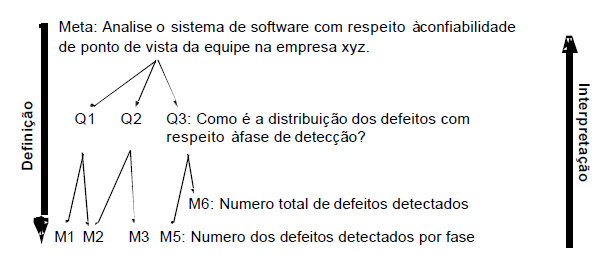 Meta: Analise o sistema de software com respeito àconfiabilidade
de ponto de vista da equipe na empresa xyz.
Definição
Interpretação
Q1 Q2 Q3: Como é a distribuição dos defeitos com
respeito àfase de detecção?
M6: Numero total de defeitos detectados
M1 M2 M3 M5: Numero dos defeitos detectados por fase